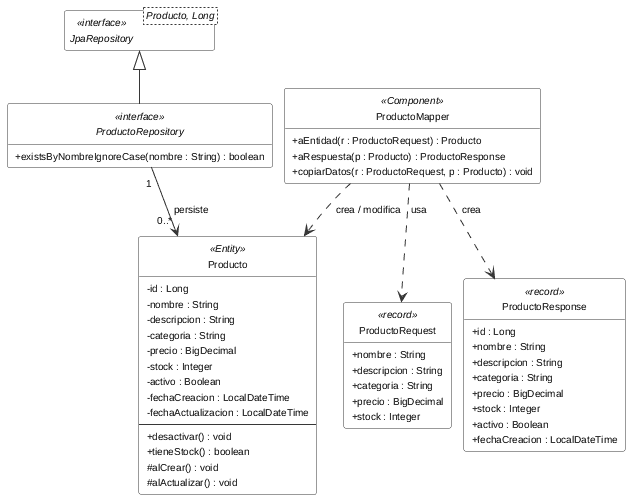 «interface»
JpaRepository
Producto, Long
«interface»
ProductoRepository
+existsByNombreIgnoreCase(nombre : String) : boolean
«Component»
ProductoMapper
+aEntidad(r : ProductoRequest) : Producto
+aRespuesta(p : Producto) : ProductoResponse
+copiarDatos(r : ProductoRequest, p : Producto) : void
1
persiste
0..*
crea / modifica
usa
crea
«Entity»
Producto
-id : Long
-nombre : String
-descripcion : String
-categoria : String
-precio : BigDecimal
-stock : Integer
-activo : Boolean
-fechaCreacion : LocalDateTime
-fechaActualizacion : LocalDateTime
+desactivar() : void
+tieneStock() : boolean
#alCrear() : void
#alActualizar() : void
«record»
ProductoRequest
+nombre : String
+descripcion : String
+categoria : String
+precio : BigDecimal
+stock : Integer
«record»
ProductoResponse
+id : Long
+nombre : String
+descripcion : String
+categoria : String
+precio : BigDecimal
+stock : Integer
+activo : Boolean
+fechaCreacion : LocalDateTime